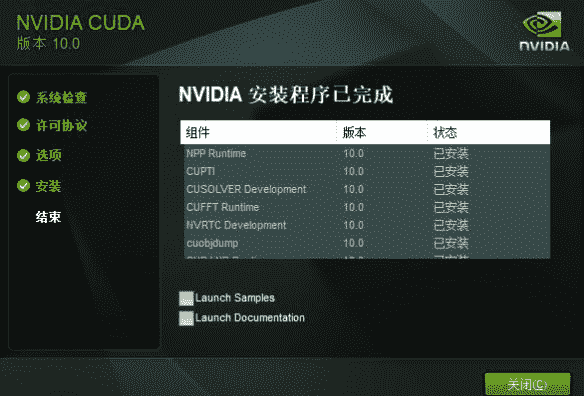 NVIDIA CUDA
版本 10.0
NVIDIA
系统检查
许可协议
选项
安装
结束
NVIDIA 安装程序已完成
组件 版本 状态
NPP Runtime 10.0 已安装
CUPTI 10.0 已安装
CUSOLVER Development 10.0 已安装
CUFFT Runtime 10.0 已安装
NVRTC Development 10.0 已安装
cuobjdump 10.0 已安装
Launch Samples
Launch Documentation
关闭(C)